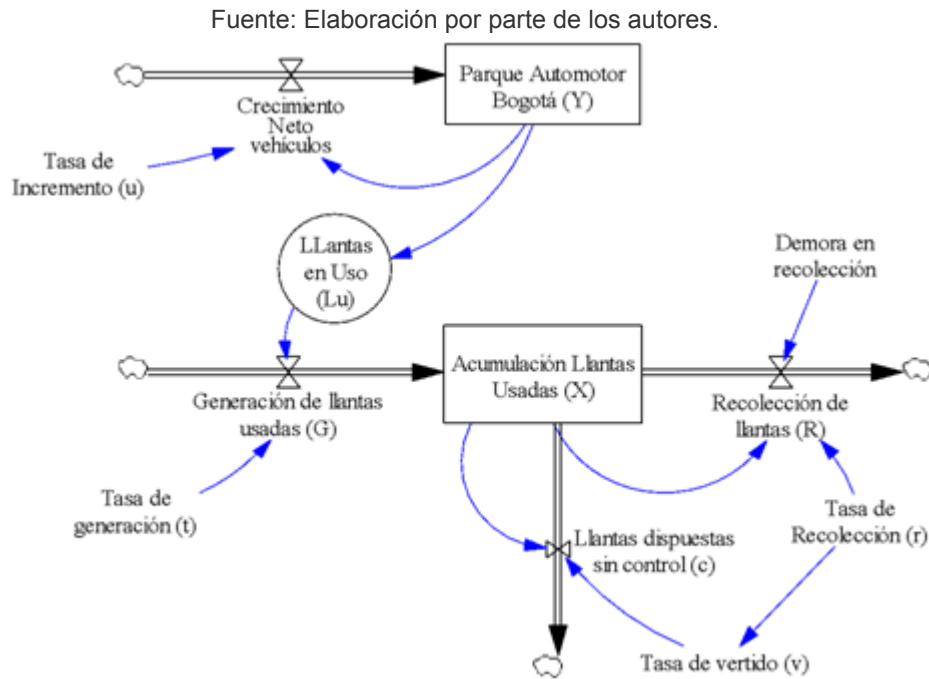 Fuente: Elaboración por parte de los autores.
Parque Automotor
Bogotá (Y)
Crecimiento
Neto
vehículos
Tasa de
Incremento (u)
LLantas
en Uso
(Lu)
Demora en
recolección
Acumulación Llantas
Usadas (X)
Generación de llantas
usadas (G)
Recolección de
llantas (R)
Tasa de
generación (t)
Tasa de
Recolección (r)
Llantas dispuestas
sin control (c)
Tasa de vertido (v)